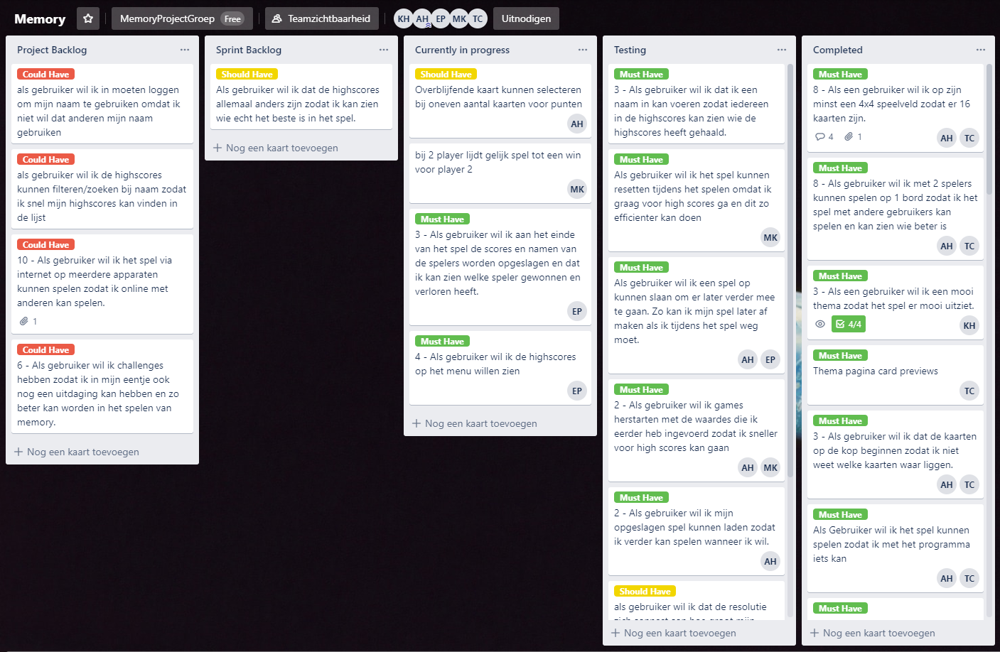 Memory
MemoryProjectGroep Free
Teamzichtbaarheid
KH AH EP MK TC
Uitnodigen
Project Backlog
Could Have
als gebruiker wil ik in moeten loggen
om mijn naam te gebruiken omdat ik
niet wil dat anderen mijn naam
gebruiken
Could Have
als gebruiker wil ik de highscores
kunnen filteren/zoeken bij naam zodat
ik snel mijn highscores kan vinden in
de lijst
Could Have
10 - Als gebruiker wil ik het spel via
internet op meerdere apparaten
kunnen spelen zodat ik online met
anderen kan spelen.
1
Could Have
6 - Als gebruiker wil ik challenges
hebben zodat ik in mijn eentje ook
nog een uitdaging kan hebben en zo
beter kan worden in het spelen van
memory.
+ Nog een kaart toevoegen
Sprint Backlog
Should Have
Als gebruiker wil ik dat de highscores
allemaal anders zijn zodat ik kan zien
wie echt het beste is in het spel.
+ Nog een kaart toevoegen
Currently in progress
Should Have
Overblijfende kaart kunnen selecteren
bij oneven aantal kaarten voor punten
AH
bij 2 player lijdt gelijk spel tot een win
voor player 2
MK
Must Have
3 - Als gebruiker wil ik aan het einde
van het spel de scores en namen van
de spelers worden opgeslagen en dat
ik kan zien welke speler gewonnen en
verloren heeft.
EP
Must Have
4 - Als gebruiker wil ik de highscores
op het menu willen zien
EP
+ Nog een kaart toevoegen
Testing
Must Have
3 - Als gebruiker wil ik dat ik een
naam in kan voeren zodat iedereen
in de highscores kan zien wie de
highscores heeft gehaald.
Must Have
Als gebruiker wil ik het spel kunnen
resetten tijdens het spelen omdat ik
graag voor high scores ga en dit zo
efficienter kan doen
MK
Must Have
Als gebruiker wil ik een spel op
kunnen slaan om er later verder mee
te gaan. Zo kan ik mijn spel later af
maken als ik tijdens het spel weg
moet.
AH EP
Must Have
2 - Als gebruiker wil ik games
herstarten met de waardes die ik
eerder heb ingevoerd zodat ik sneller
voor high scores kan gaan
AH MK
Must Have
2 - Als gebruiker wil ik mijn
opgeslagen spel kunnen laden zodat
ik verder kan spelen wanneer ik wil.
AH
Should Have
als gebruiker wil ik dat de resolutie
+ Nog een kaart toevoegen
Completed
Must Have
8 - Als een gebruiker wil ik op zijn
minst een 4x4 speelveld zodat er 16
kaarten zijn.
4 1 AH TC
Must Have
8 - Als gebruiker wil ik met 2 spelers
kunnen spelen op 1 bord zodat ik het
spel met andere gebruikers kan
spelen en kan zien wie beter is
AH TC
Must Have
3 - Als een gebruiker wil ik een mooi
thema zodat het spel er mooi uitziet.
4/4 KH
Must Have
Thema pagina card previews
TC
Must Have
3 - Als gebruiker wil ik dat de kaarten
op de kop beginnen zodat ik niet
weet welke kaarten waar liggen.
AH TC
Must Have
Als Gebruiker wil ik het spel kunnen
spelen zodat ik met het programma
iets kan
AH TC
Must Have
+ Nog een kaart toevoegen